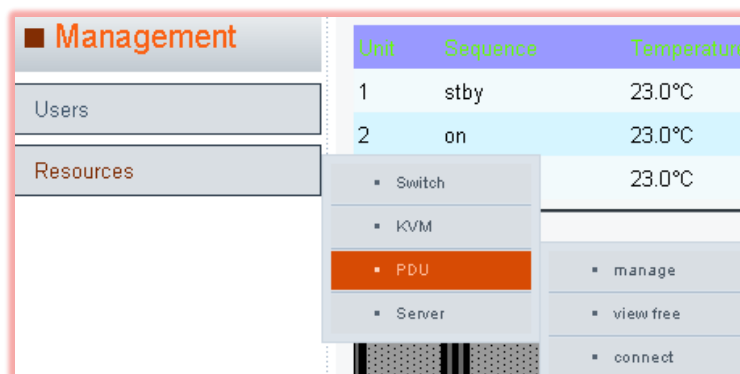 Management
Users
Resources
Unit Sequence Temperatur
1 stby 23.0°C
2 on 23.0°C
23.0°C
Switch
KVM
PDU
Server
manage
view free
connect